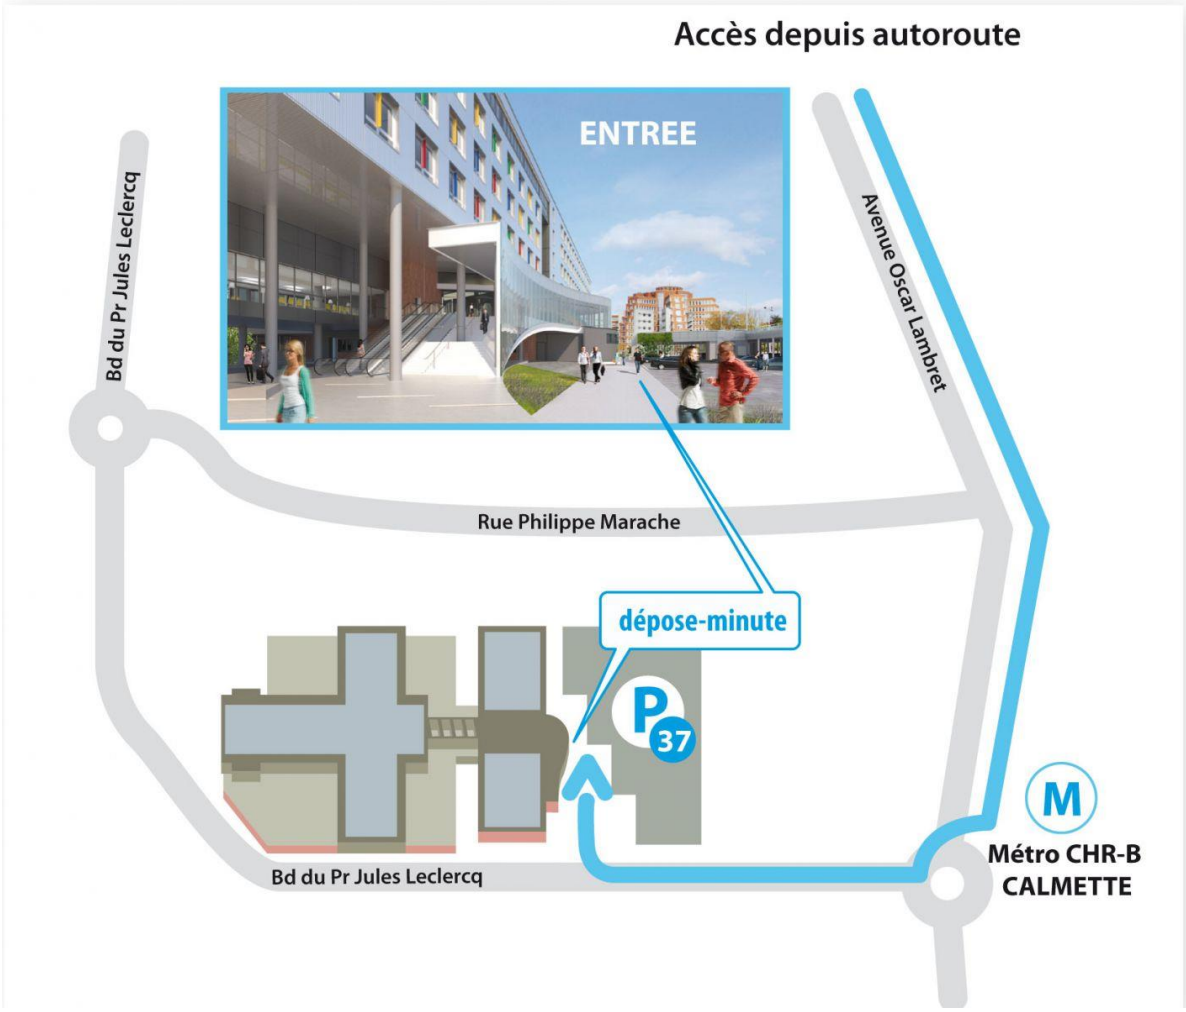 Accès depuis autoroute
ENTREE
Bd du Pr Jules Leclercq
Avenue Oscar Lambret
Rue Philippe Marache
dépose-minute
P
37
M
Métro CHR-B
CALMETTE
Bd du Pr Jules Leclercq